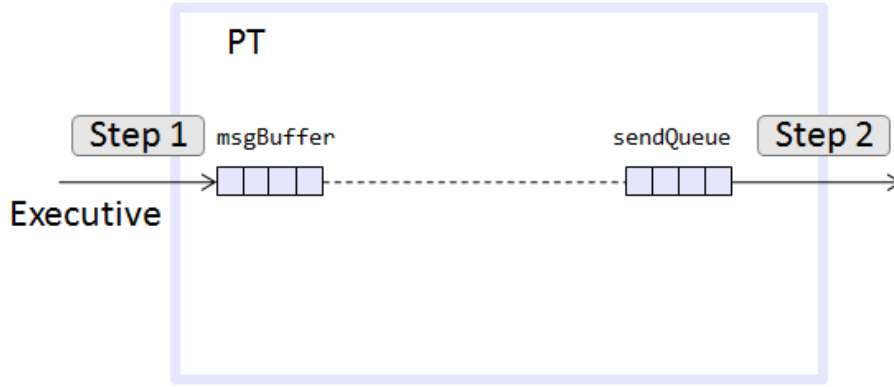 PT
Step 1
msgBuffer
sendQueue
Step 2
Executive